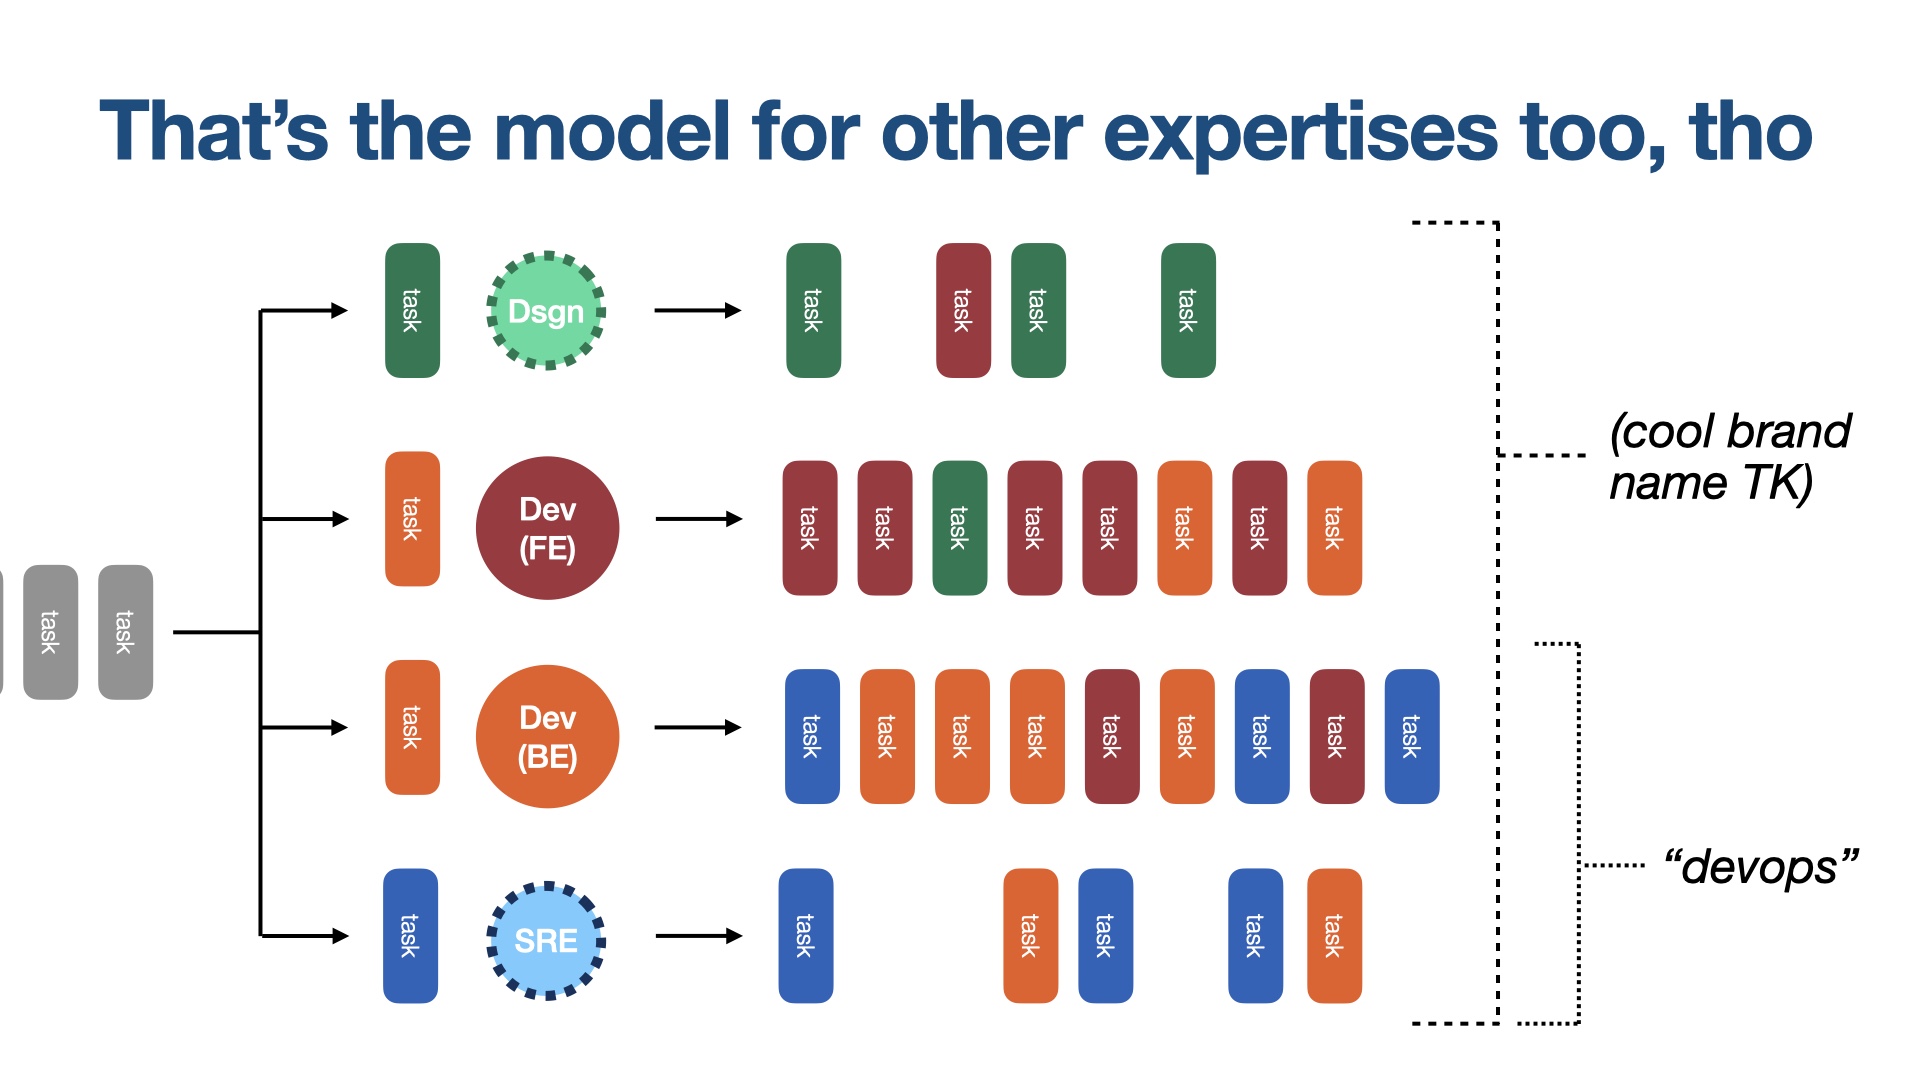 That’s the model for other expertises too, tho
task
Dsgn
task
task
task
task
task
Dev
(FE)
task
task
task
task
task
task
task
task
(cool brand
name TK)
task
task
task
Dev
(BE)
task
task
task
task
task
task
task
task
task
task
SRE
task
task
task
task
task
“devops”